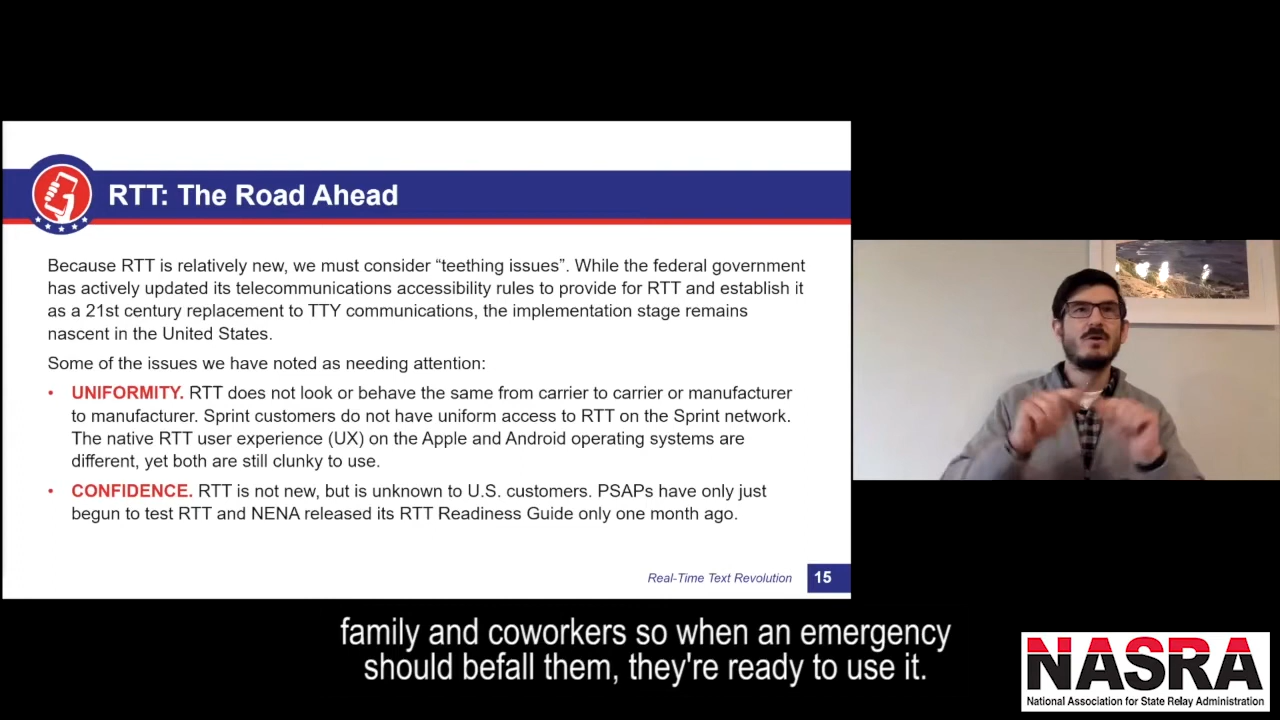 RTT: The Road Ahead
Because RTT is relatively new, we must consider “teething issues”. While the federal government
has actively updated its telecommunications accessibility rules to provide for RTT and establish it
as a 21st century replacement to TTY communications, the implementation stage remains
nascent in the United States.
Some of the issues we have noted as needing attention:
• UNIFORMITY. RTT does not look or behave the same from carrier to carrier or manufacturer
to manufacturer. Sprint customers do not have uniform access to RTT on the Sprint network.
The native RTT user experience (UX) on the Apple and Android operating systems are
different, yet both are still clunky to use.
• CONFIDENCE. RTT is not new, but is unknown to U.S. customers. PSAPs have only just
begun to test RTT and NENA released its RTT Readiness Guide only one month ago.
Real-Time Text Revolution
15
family and coworkers so when an emergency
should befall them, they're ready to use it.
NASRA
National Association for State Relay Administration